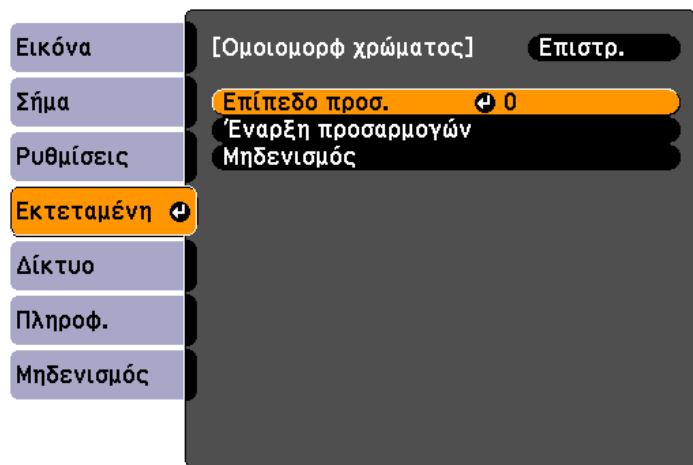 Εικόνα
Σήμα
Ρυθμίσεις
Εκτεταμένη
Δίκτυο
Πληροφ.
Μηδενισμός
[Ομοιομορφ χρώματος] Επιστρ.
Επίπεδο προσ. 0
Έναρξη προσαρμογών
Μηδενισμός